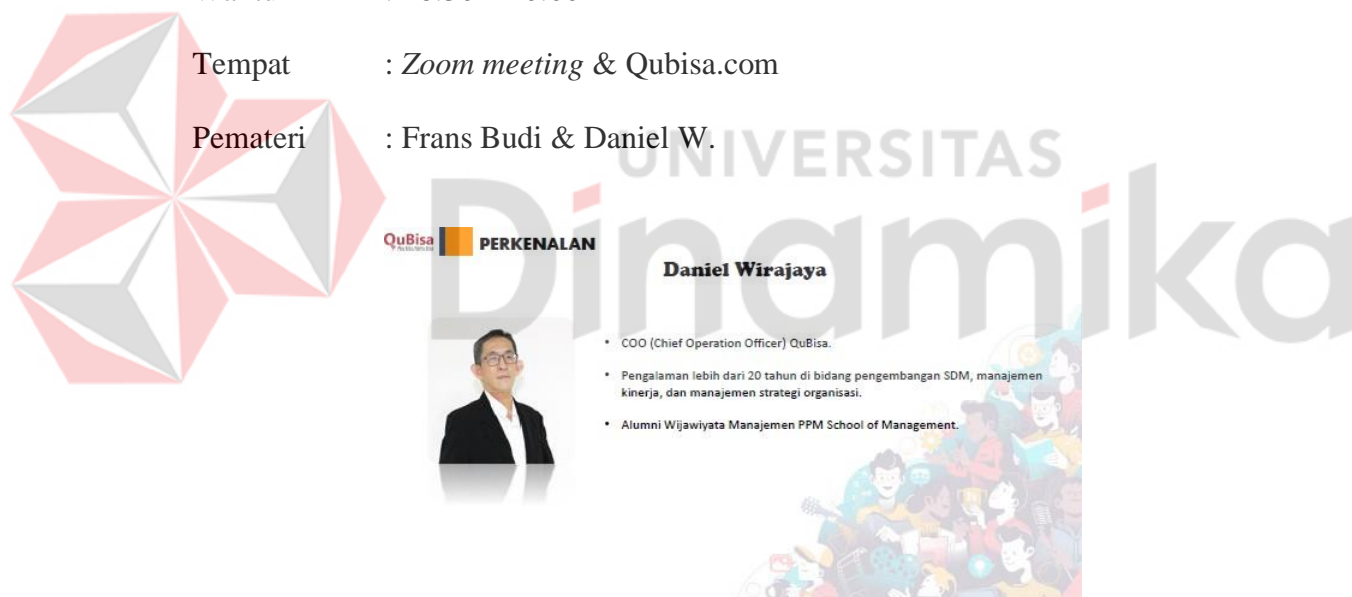 Tempat : Zoom meeting & Qubisa.com
Pemateri : Frans Budi & Daniel W.
UNIVERSITAS
Dinamika
QuBisa
PERKENALAN
Daniel Wirajaya
• COO (Chief Operation Officer) QuBisa.
• Pengalaman lebih dari 20 tahun di bidang pengembangan SDM, manajemen
kinerja, dan manajemen strategi organisasi.
• Alumni Wijawiyata Manajemen PPM School of Management.